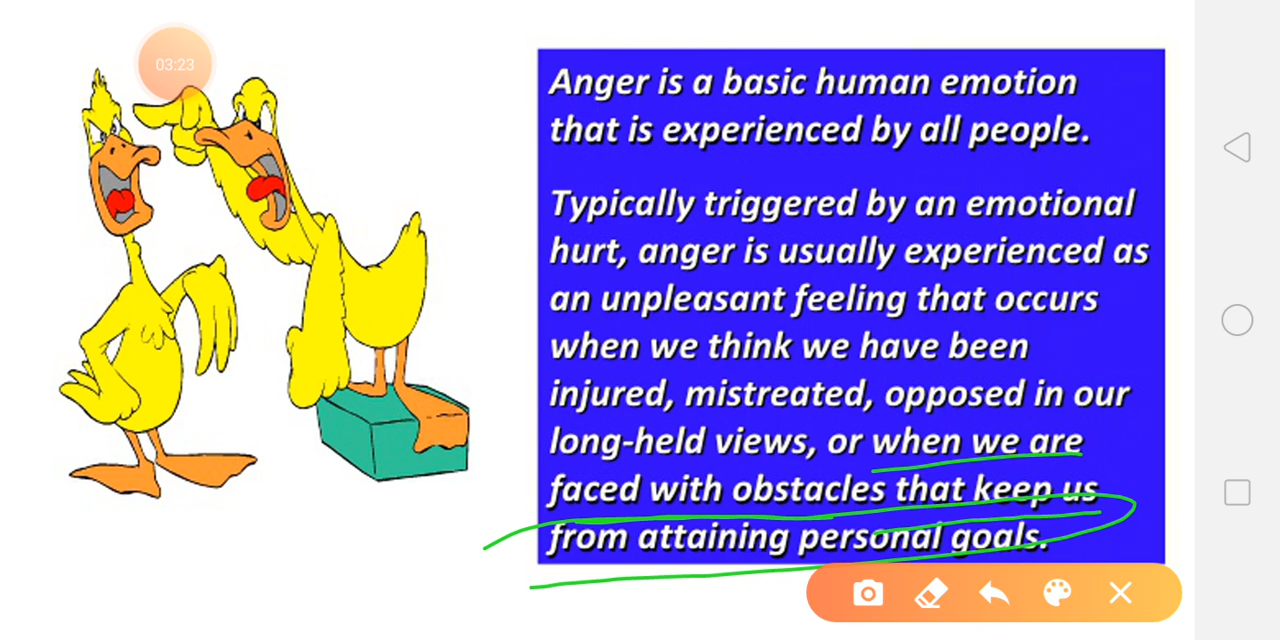 03:23
Anger is a basic human emotion
that is experienced by all people.
Typically triggered by an emotional
hurt, anger is usually experienced as
an unpleasant feeling that occurs
when we think we have been
injured, mistreated, opposed in our
long-held views, or when we are
faced with obstacles that keep us
from attaining personal goals.